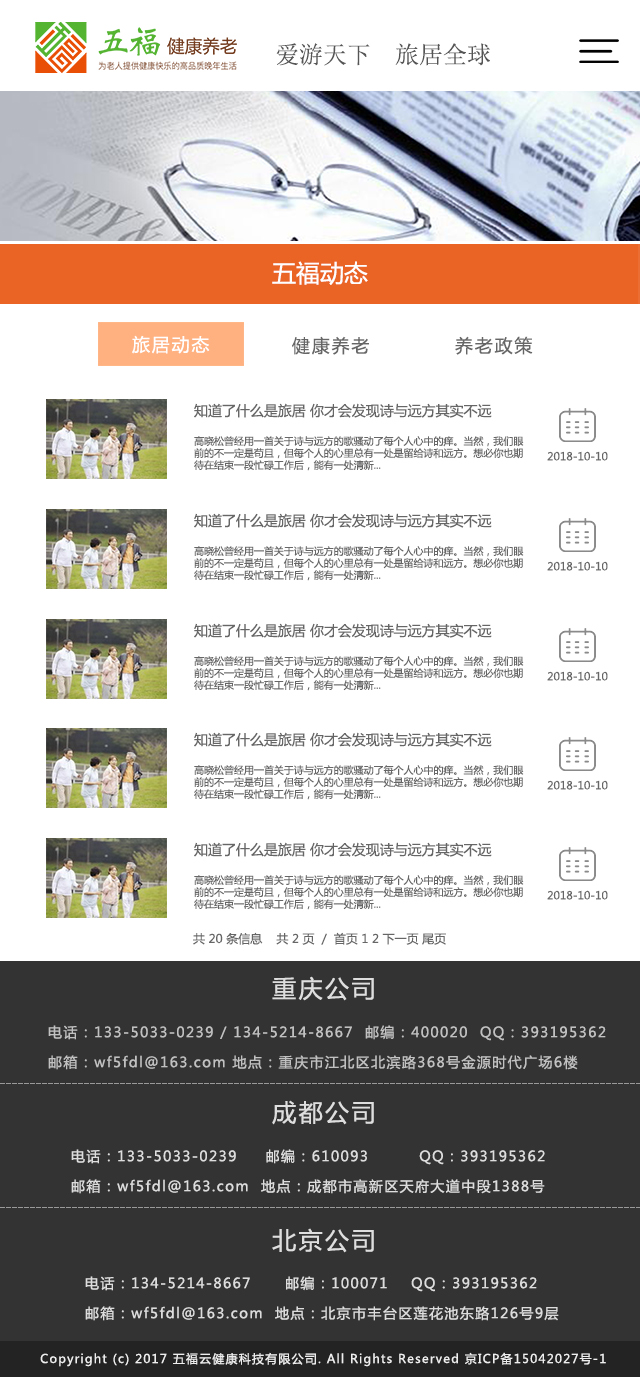 五福 健康养老
为老人提供健康快乐的高品质晚年生活
爱游天下 旅居全球
MONEY &
五福动态
旅居动态 健康养老 养老政策
知道了什么是旅居 你才会发现诗与远方其实不远
高晓松曾经用一首关于诗与远方的歌骚动了每个人心中的痒。当然，我们眼
前的不一定是苟且，但每个人的心里总有一处是留给诗和远方。想必你也期
待在结束一段忙碌工作后，能有一处清新...
2018-10-10
知道了什么是旅居 你才会发现诗与远方其实不远
高晓松曾经用一首关于诗与远方的歌骚动了每个人心中的痒。当然，我们眼
前的不一定是苟且，但每个人的心里总有一处是留给诗和远方。想必你也期
待在结束一段忙碌工作后，能有一处清新...
2018-10-10
知道了什么是旅居 你才会发现诗与远方其实不远
高晓松曾经用一首关于诗与远方的歌骚动了每个人心中的痒。当然，我们眼
前的不一定是苟且，但每个人的心里总有一处是留给诗和远方。想必你也期
待在结束一段忙碌工作后，能有一处清新...
2018-10-10
知道了什么是旅居 你才会发现诗与远方其实不远
高晓松曾经用一首关于诗与远方的歌骚动了每个人心中的痒。当然，我们眼
前的不一定是苟且，但每个人的心里总有一处是留给诗和远方。想必你也期
待在结束一段忙碌工作后，能有一处清新...
2018-10-10
知道了什么是旅居 你才会发现诗与远方其实不远
高晓松曾经用一首关于诗与远方的歌骚动了每个人心中的痒。当然，我们眼
前的不一定是苟且，但每个人的心里总有一处是留给诗和远方。想必你也期
待在结束一段忙碌工作后，能有一处清新...
2018-10-10
共 20 条信息 共 2 页 / 首页 1 2 下一页 尾页
重庆公司
电话：133-5033-0239 / 134-5214-8667 邮编：400020 QQ：393195362
邮箱：wf5fdl@163.com 地点：重庆市江北区北滨路368号金源时代广场6楼
成都公司
电话：133-5033-0239 邮编：610093 QQ：393195362
邮箱：wf5fdl@163.com 地点：成都市高新区天府大道中段1388号
北京公司
电话：134-5214-8667 邮编：100071 QQ：393195362
邮箱：wf5fdl@163.com 地点：北京市丰台区莲花池东路126号9层
Copyright (c) 2017 五福云健康科技有限公司. All Rights Reserved 京ICP备15042027号-1